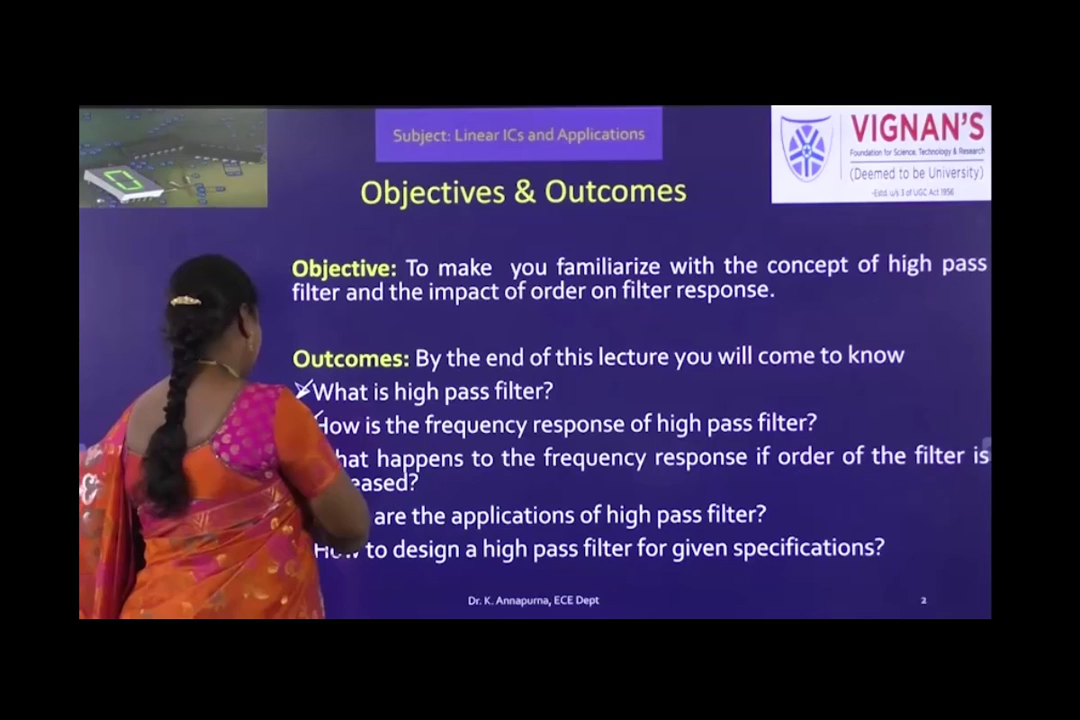 Subject: Linear ICs and Applications
VIGNAN'S
Foundation for Science, Technology & Research
(Deemed to be University)
-Estd. u/s 3 of UGC Act 1956
Objectives & Outcomes
Objective: To make you familiarize with the concept of high pass
filter and the impact of order on filter response.
Outcomes: By the end of this lecture you will come to know
➢What is high pass filter?
How is the frequency response of high pass filter?
hat happens to the frequency response if order of the filter is
eased?
are the applications of high pass filter?
How to design a high pass filter for given specifications?
Dr. K. Annapurna, ECE Dept
2